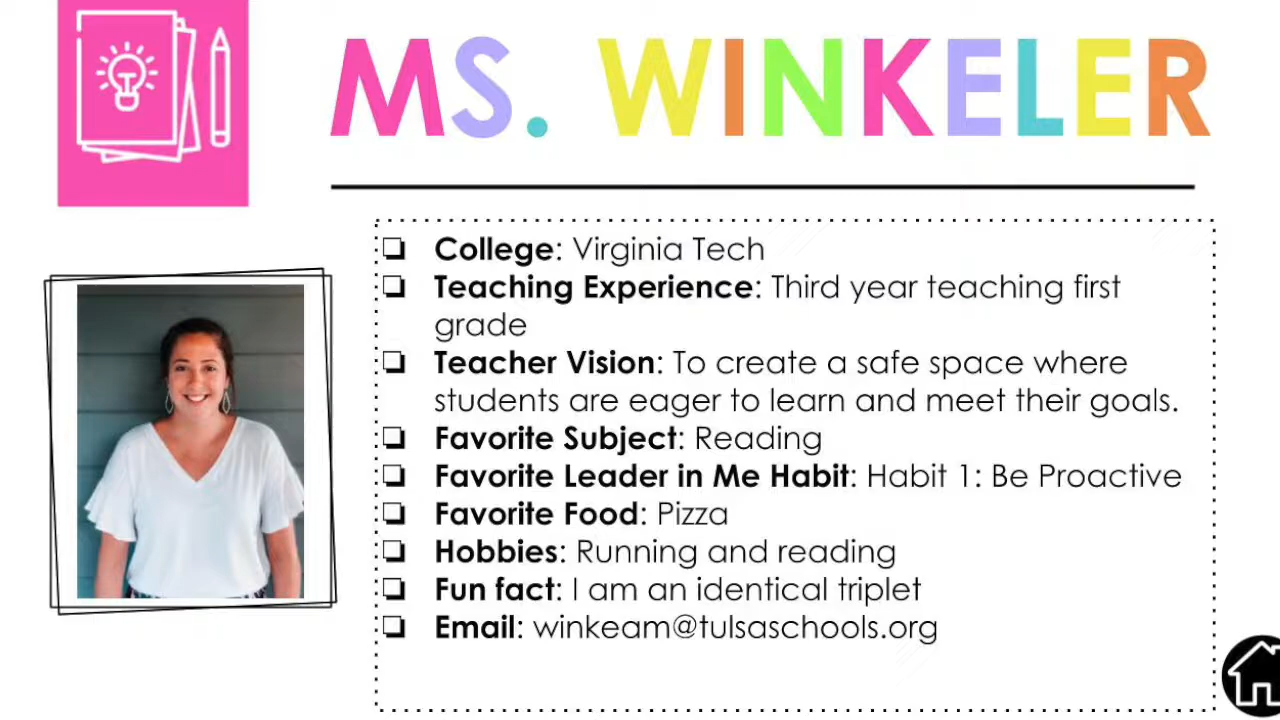 MS. WINKELER
❏ College: Virginia Tech
❏ Teaching Experience: Third year teaching first
grade
❏ Teacher Vision: To create a safe space where
students are eager to learn and meet their goals.
❏ Favorite Subject: Reading
❏ Favorite Leader in Me Habit: Habit 1: Be Proactive
❏ Favorite Food: Pizza
❏ Hobbies: Running and reading
❏ Fun fact: I am an identical triplet
❏ Email: winkeam@tulsaschools.org